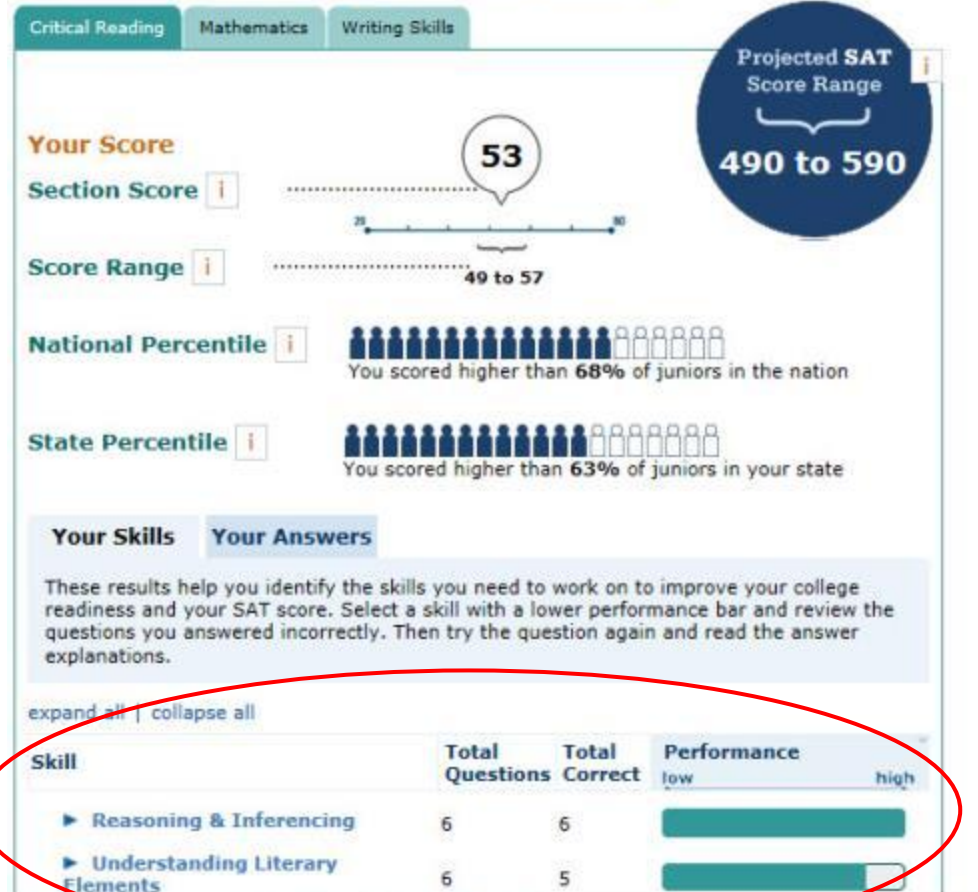 Critical Reading
Mathematics
Writing Skills
Projected SAT
Score Range
490 to 590
i
Your Score
53
Section Score i
20
80
Score Range i
49 to 57
National Percentile i
You scored higher than 68% of juniors in the nation
State Percentile i
You scored higher than 63% of juniors in your state
Your Skills
Your Answers
These results help you identify the skills you need to work on to improve your college
readiness and your SAT score. Select a skill with a lower performance bar and review the
questions you answered incorrectly. Then try the question again and read the answer
explanations.
expand all | collapse all
Skill
Total
Questions
Total
Correct
Performance
low
high
► Reasoning & Inferencing
6
6
► Understanding Literary
Elements
6
5